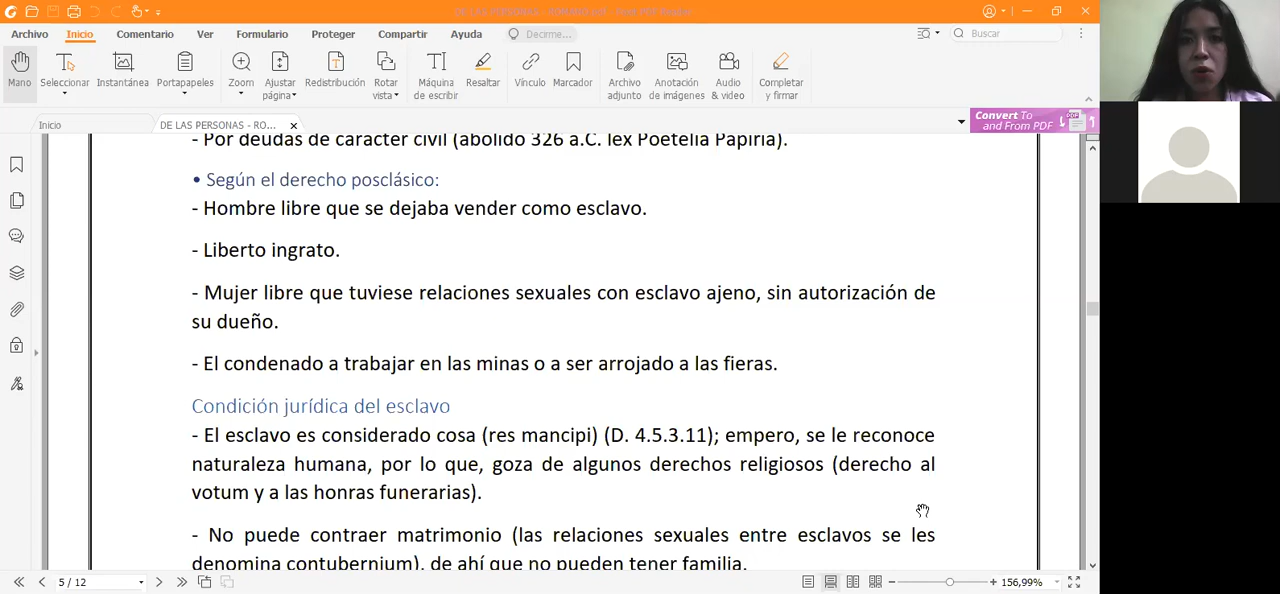 DE LAS PERSONAS - ROMANO
Archivo Inicio Comentario Ver Formulario Proteger Compartir Ayuda Decirme... Buscar
Mano Seleccionar Instantánea Portapapeles Zoom Ajustar página Redistribución Rotar vista Máquina de escribir Resaltar Vínculo Marcador Archivo adjunto Anotación de imágenes Audio & video Completar y firmar
Inicio DE LAS PERSONAS - RO... Convert To and From PDF
- Por deudas de carácter civil (abolido 326 a.C. lex Poetelia Papiria).
• Según el derecho posclásico:
- Hombre libre que se dejaba vender como esclavo.
- Liberto ingrato.
- Mujer libre que tuviese relaciones sexuales con esclavo ajeno, sin autorización de
su dueño.
- El condenado a trabajar en las minas o a ser arrojado a las fieras.
Condición jurídica del esclavo
- El esclavo es considerado cosa (res mancipi) (D. 4.5.3.11); empero, se le reconoce
naturaleza humana, por lo que, goza de algunos derechos religiosos (derecho al
votum y a las honras funerarias).
- No puede contraer matrimonio (las relaciones sexuales entre esclavos se les
denomina contubernium), de ahí que no pueden tener familia.
5 / 12 156,99%